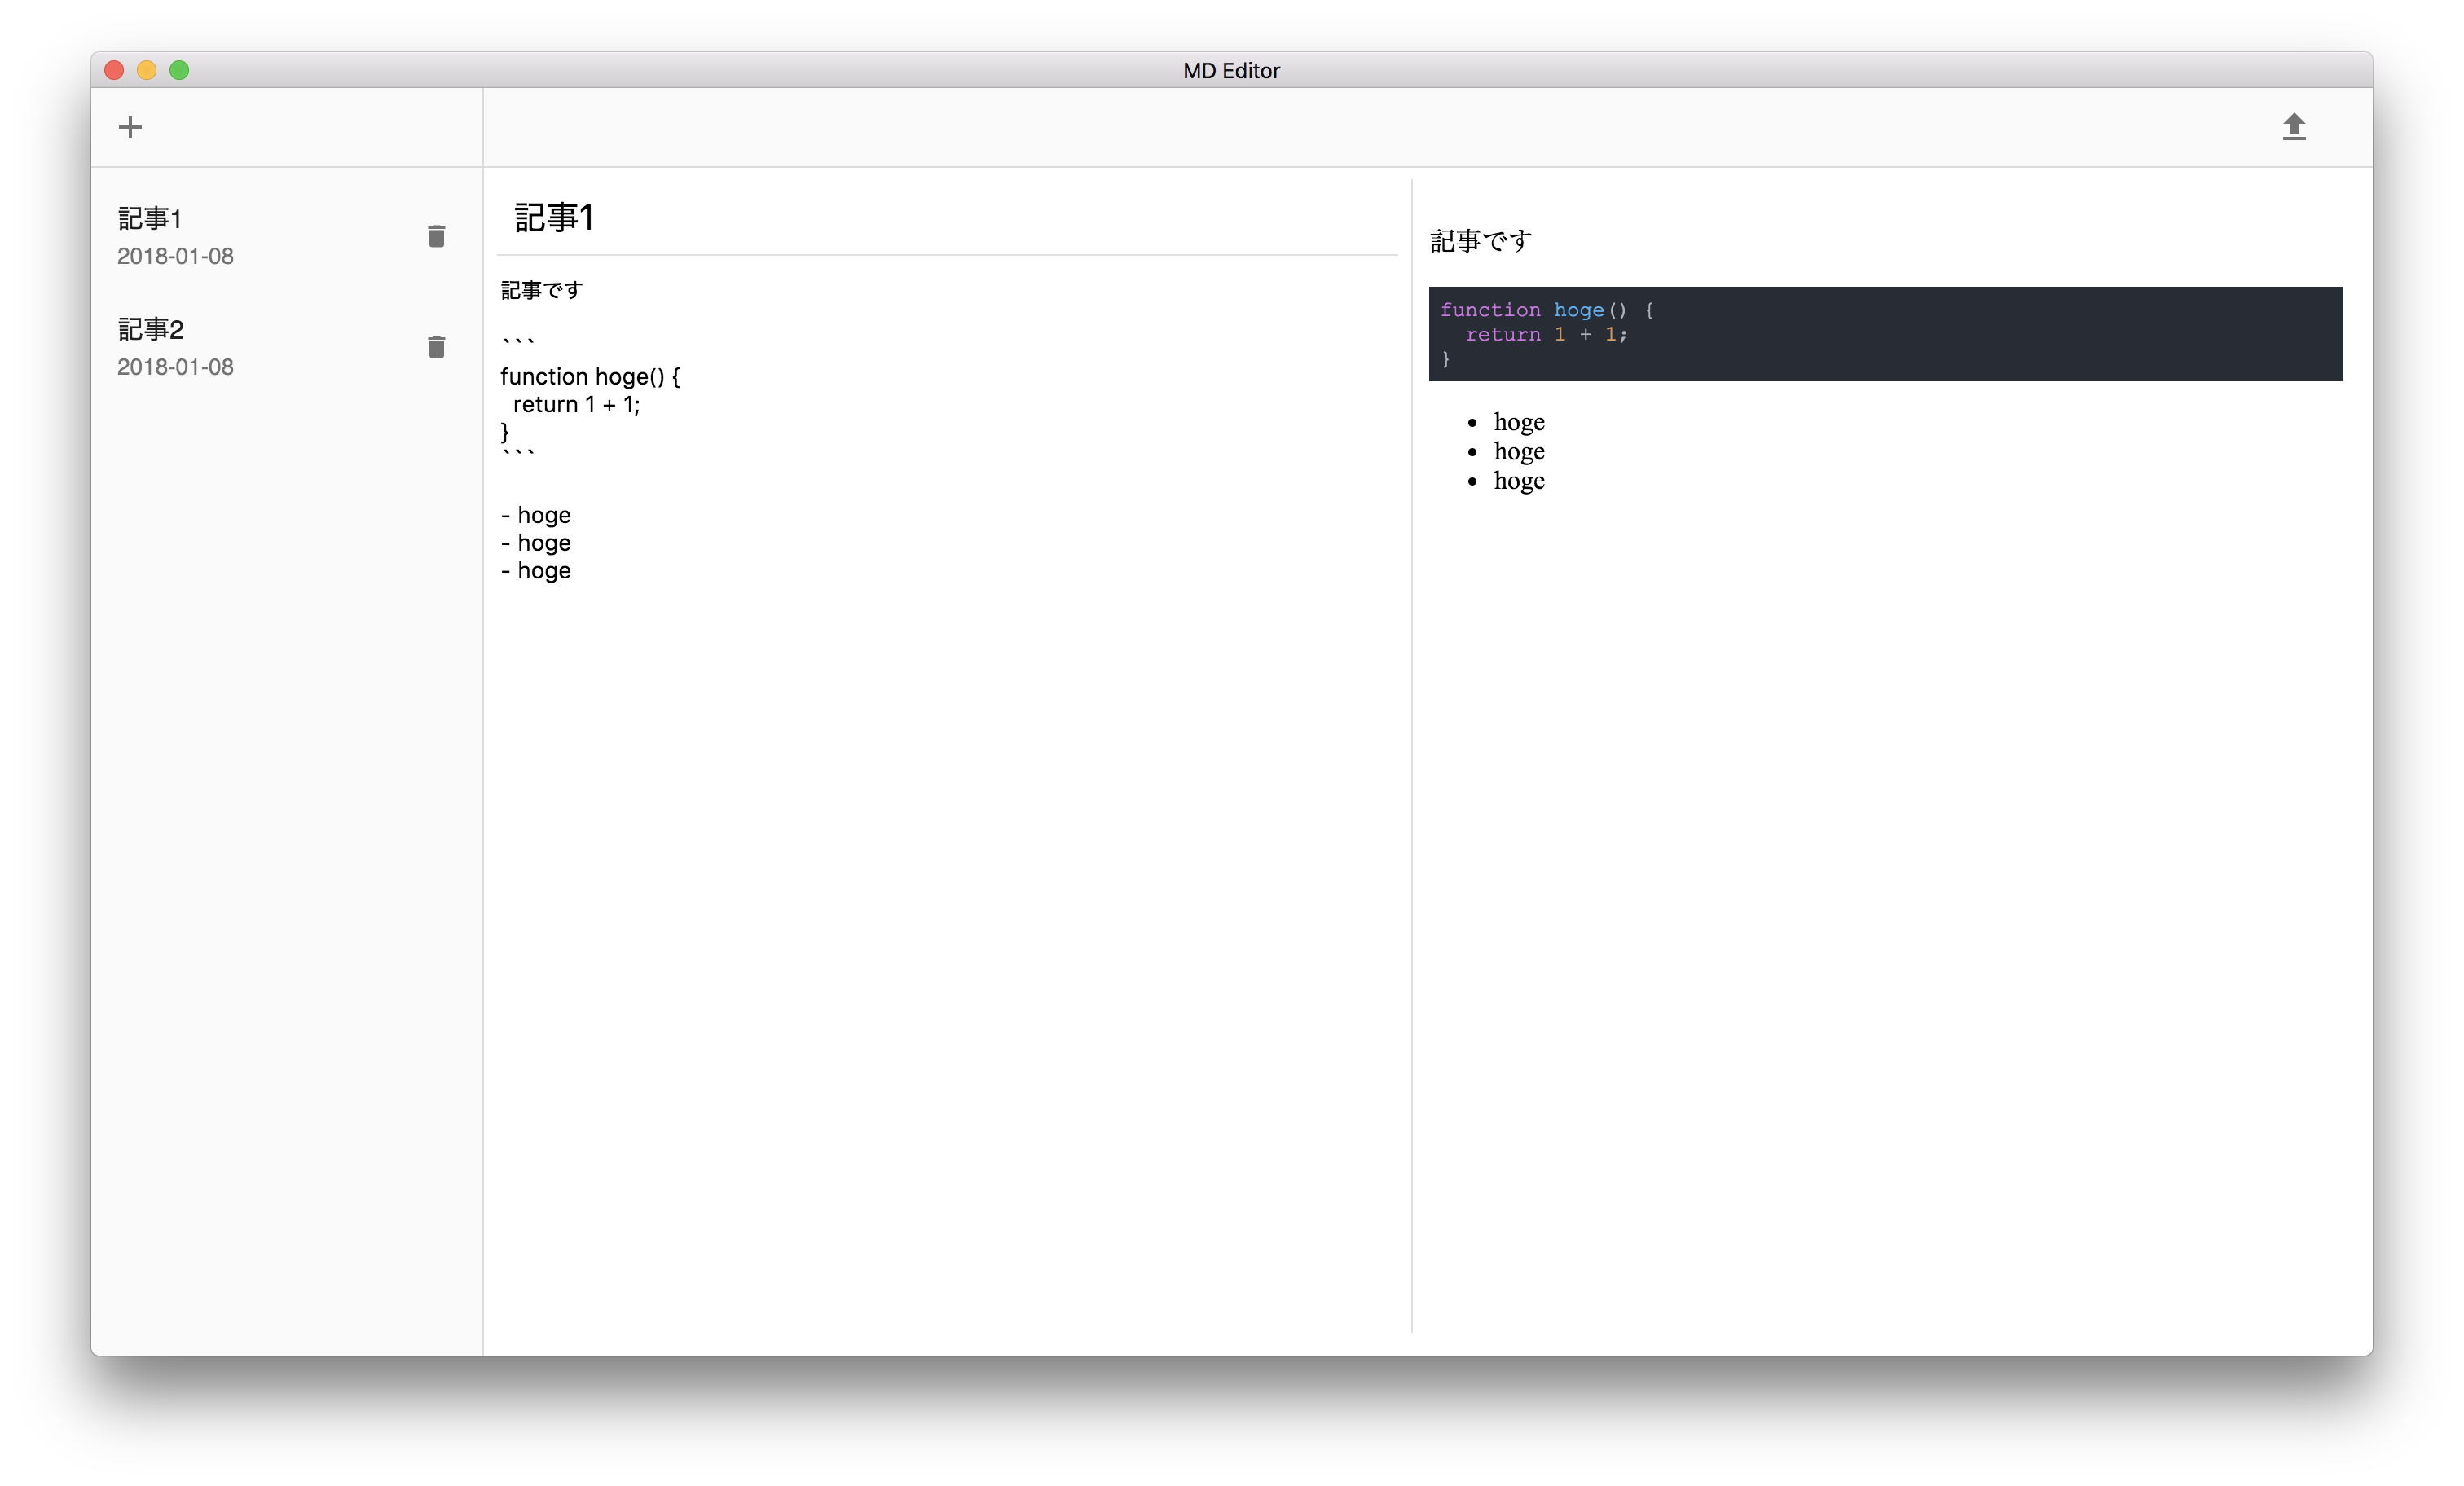 MD Editor
記事1
2018-01-08
記事2
2018-01-08
記事1
記事です
```
function hoge() {
  return 1 + 1;
}
```
- hoge
- hoge
- hoge
記事です
function hoge() {
  return 1 + 1;
}
• hoge
• hoge
• hoge